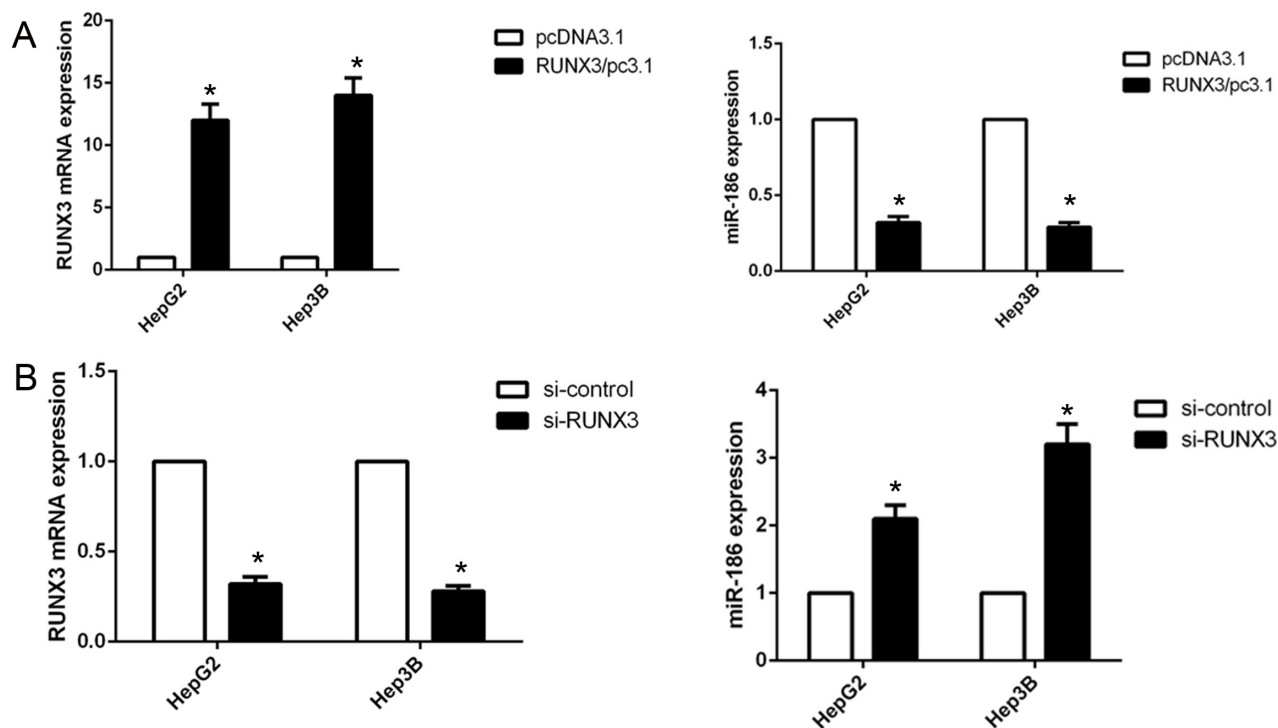 A
RUNX3 mRNA expression
20
15
10
5
0
*
*
HepG2
Hep3B
pcDNA3.1
RUNX3/pc3.1
miR-186 expression
1.5
1.0
0.5
0.0
*
*
HepG2
Hep3B
pcDNA3.1
RUNX3/pc3.1
B
RUNX3 mRNA expression
1.5
1.0
0.5
0.0
*
*
HepG2
Hep3B
si-control
si-RUNX3
miR-186 expression
4
3
2
1
0
*
*
HepG2
Hep3B
si-control
si-RUNX3